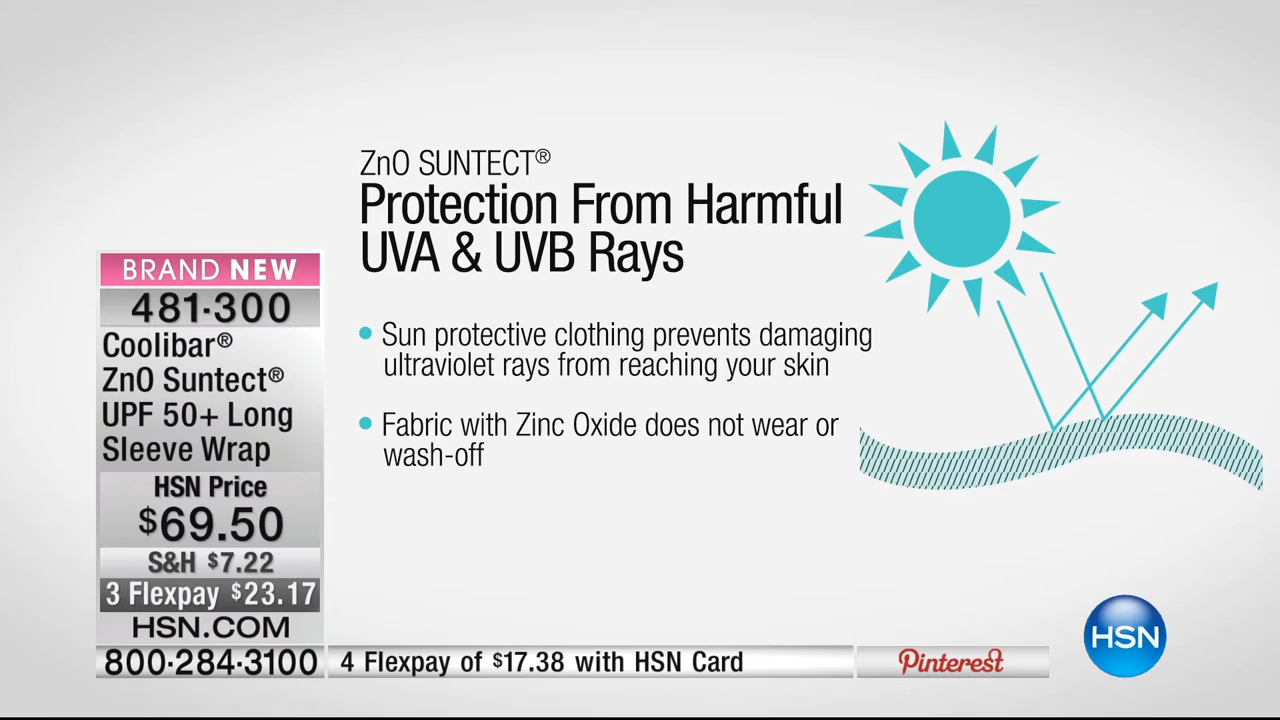 ZnO SUNTECT®
Protection From Harmful
UVA & UVB Rays
• Sun protective clothing prevents damaging
ultraviolet rays from reaching your skin
• Fabric with Zinc Oxide does not wear or
wash-off
BRAND NEW
481·300
Coolibar®
ZnO Suntect®
UPF 50+ Long
Sleeve Wrap
HSN Price
$69.50
S&H $7.22
3 Flexpay $23.17
HSN.COM
800·284·3100
4 Flexpay of $17.38 with HSN Card
Pinterest
HSN